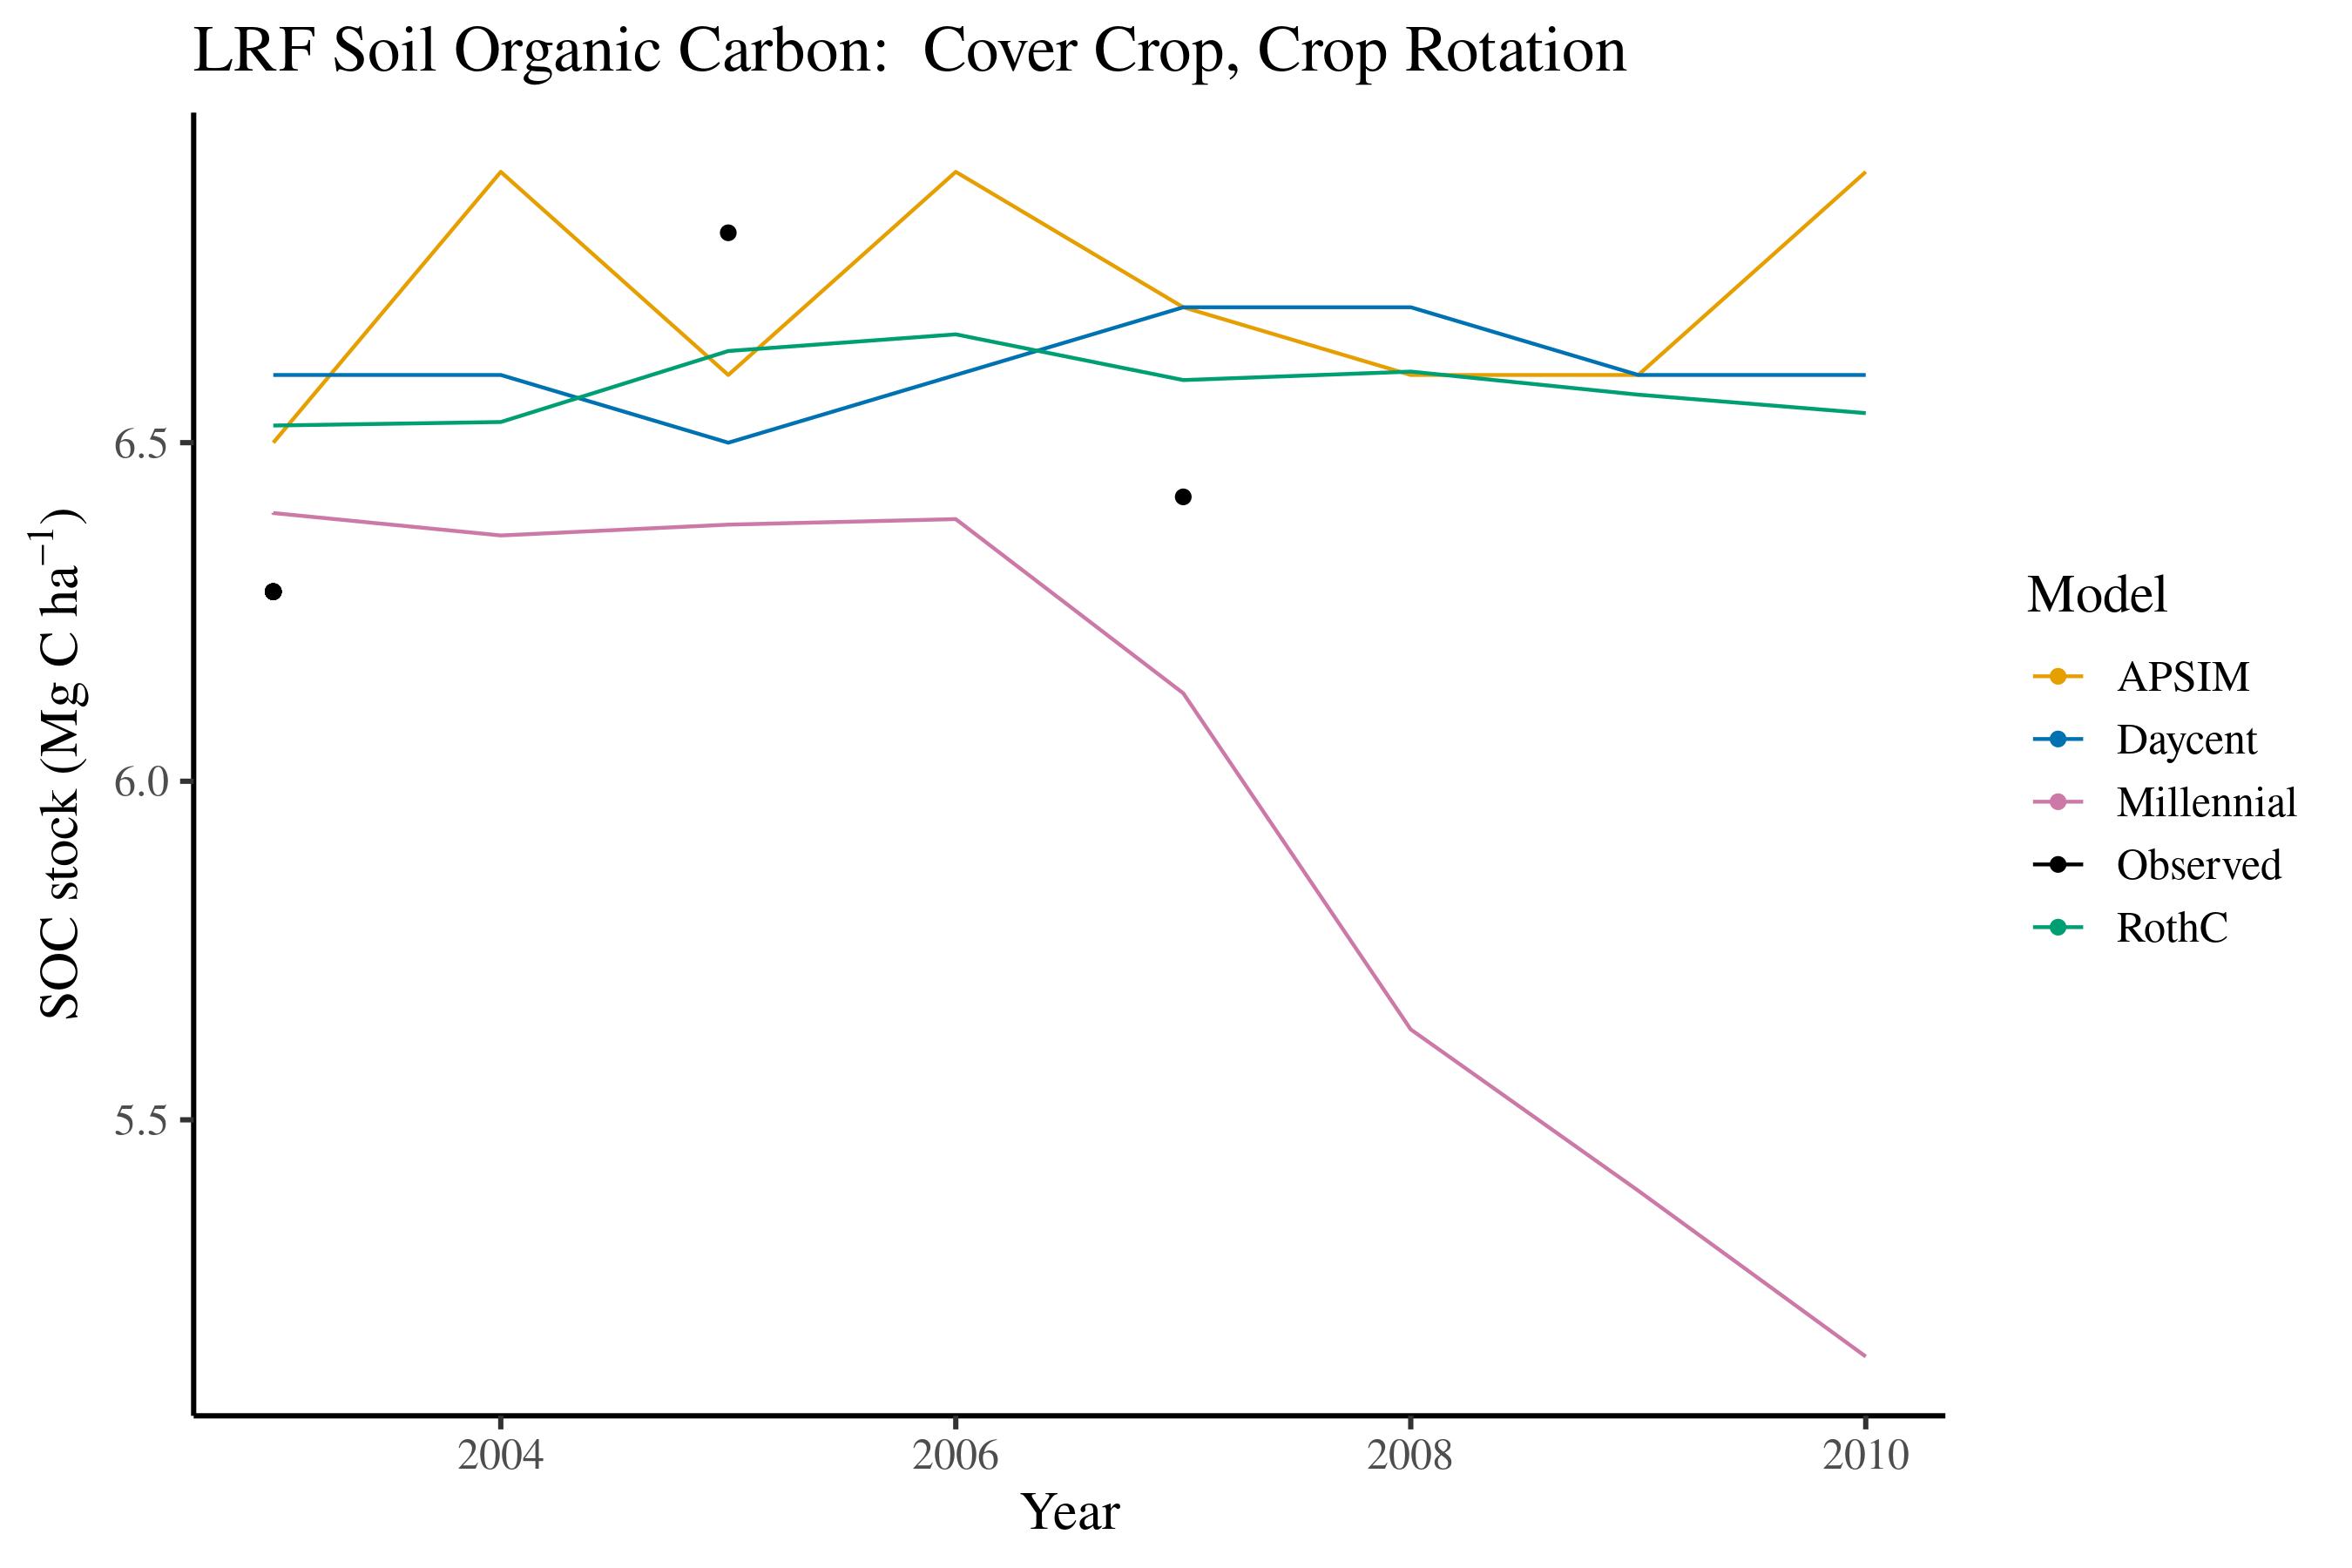 LRF Soil Organic Carbon:  Cover Crop, Crop Rotation
SOC stock (Mg C ha⁻¹)
6.5
6.0
5.5
2004 2006 2008 2010
Year
Model
APSIM
Daycent
Millennial
Observed
RothC